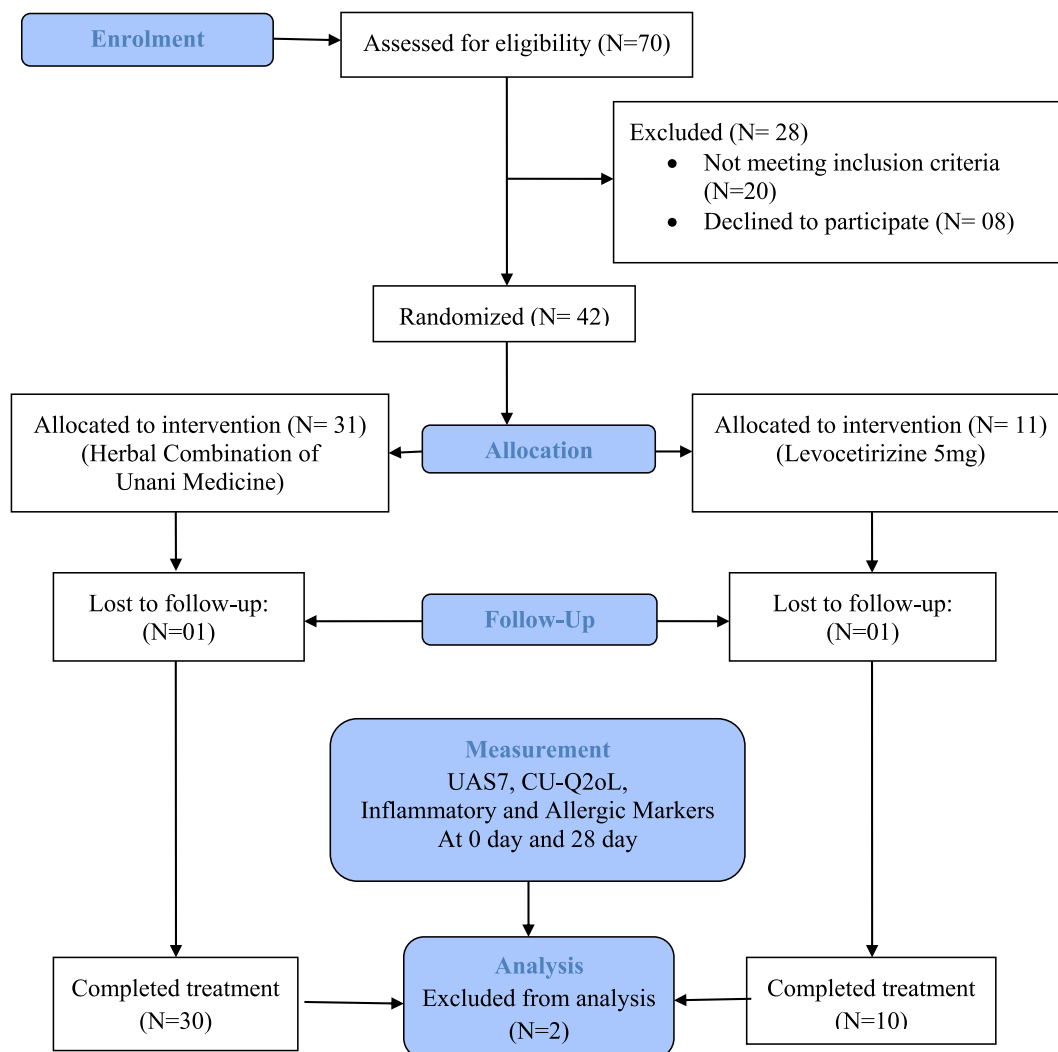 Enrolment
Assessed for eligibility (N=70)
Excluded (N= 28)
• Not meeting inclusion criteria
(N=20)
• Declined to participate (N= 08)
Randomized (N= 42)
Allocated to intervention (N= 31)
(Herbal Combination of
Unani Medicine)
Allocation
Allocated to intervention (N= 11)
(Levocetirizine 5mg)
Lost to follow-up:
(N=01)
Follow-Up
Lost to follow-up:
(N=01)
Measurement
UAS7, CU-Q2oL,
Inflammatory and Allergic Markers
At 0 day and 28 day
Completed treatment
(N=30)
Analysis
Excluded from analysis
(N=2)
Completed treatment
(N=10)